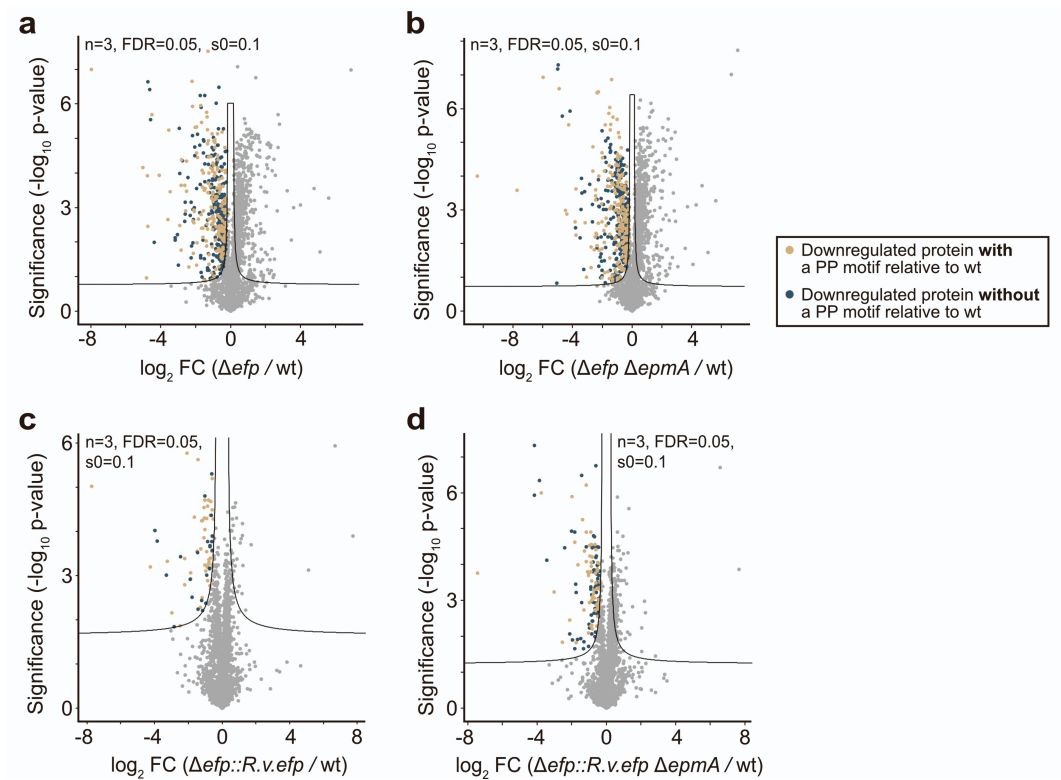 a
n=3, FDR=0.05, s0=0.1
Significance (-log10 p-value)
6
3
0
-8
-4
0
4
log2 FC (Δefp / wt)
b
n=3, FDR=0.05, s0=0.1
Significance (-log10 p-value)
6
3
0
-8
-4
0
4
log2 FC (Δefp ΔepmA / wt)
Downregulated protein with
a PP motif relative to wt
Downregulated protein without
a PP motif relative to wt
c
n=3, FDR=0.05,
s0=0.1
Significance (-log10 p-value)
6
3
0
-8
-4
0
4
8
log2 FC (Δefp::R.v.efp / wt)
d
n=3, FDR=0.05,
s0=0.1
Significance (-log10 p-value)
6
3
0
-8
-4
0
4
8
log2 FC (Δefp::R.v.efp ΔepmA / wt)